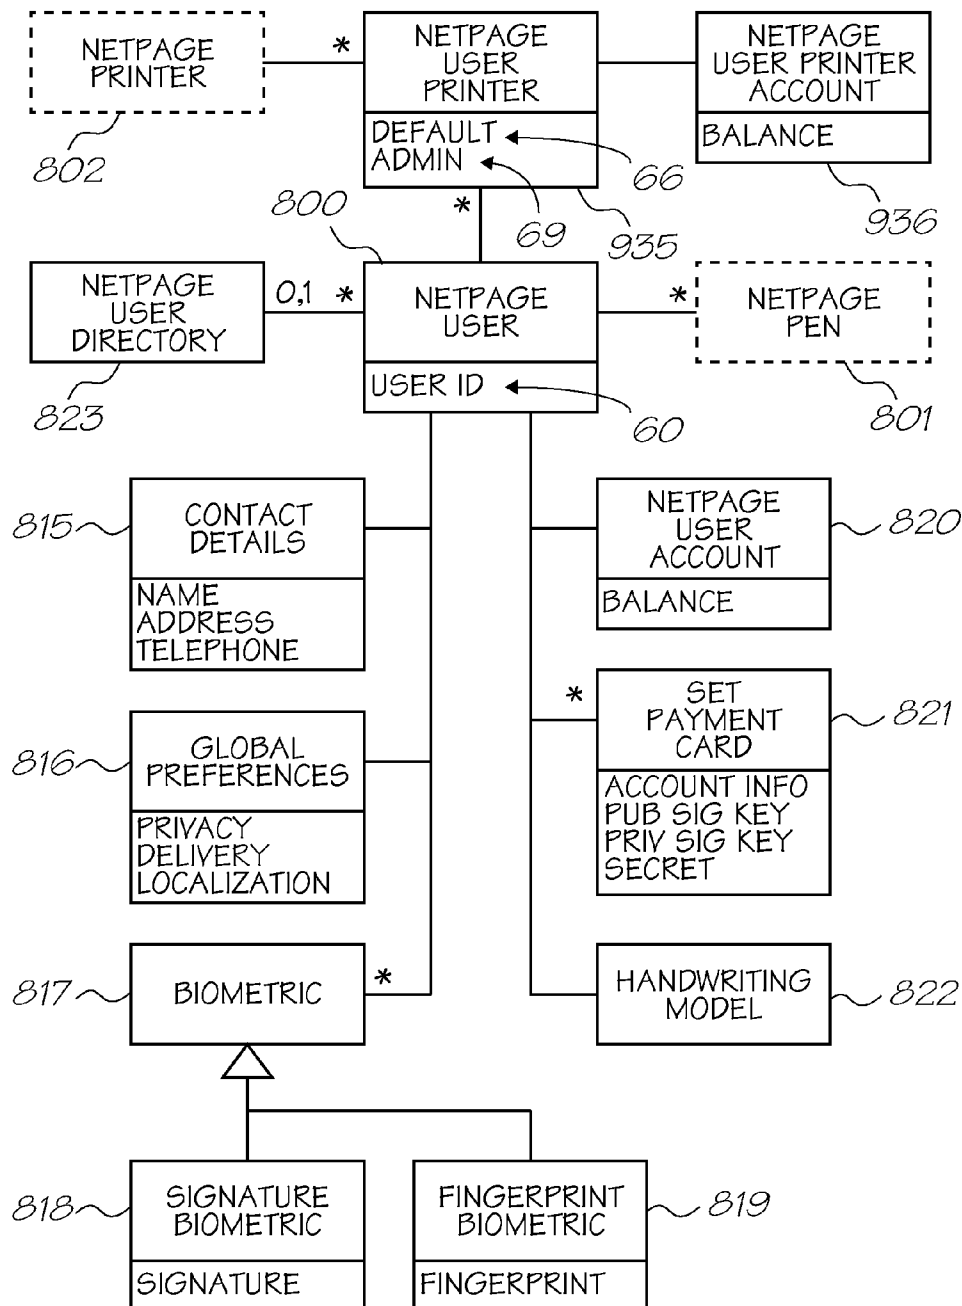 NETPAGE
PRINTER
802
*
NETPAGE
USER
PRINTER
DEFAULT
ADMIN
66
69
935
NETPAGE
USER PRINTER
ACCOUNT
BALANCE
936
*
800
NETPAGE
USER
DIRECTORY
823
0,1 *
NETPAGE
USER
USER ID
60
*
NETPAGE
PEN
801
815
CONTACT
DETAILS
NAME
ADDRESS
TELEPHONE
NETPAGE
USER
ACCOUNT
BALANCE
820
816
GLOBAL
PREFERENCES
PRIVACY
DELIVERY
LOCALIZATION
*
SET
PAYMENT
CARD
ACCOUNT INFO
PUB SIG KEY
PRIV SIG KEY
SECRET
821
817
BIOMETRIC
*
HANDWRITING
MODEL
822
818
SIGNATURE
BIOMETRIC
SIGNATURE
FINGERPRINT
BIOMETRIC
FINGERPRINT
819